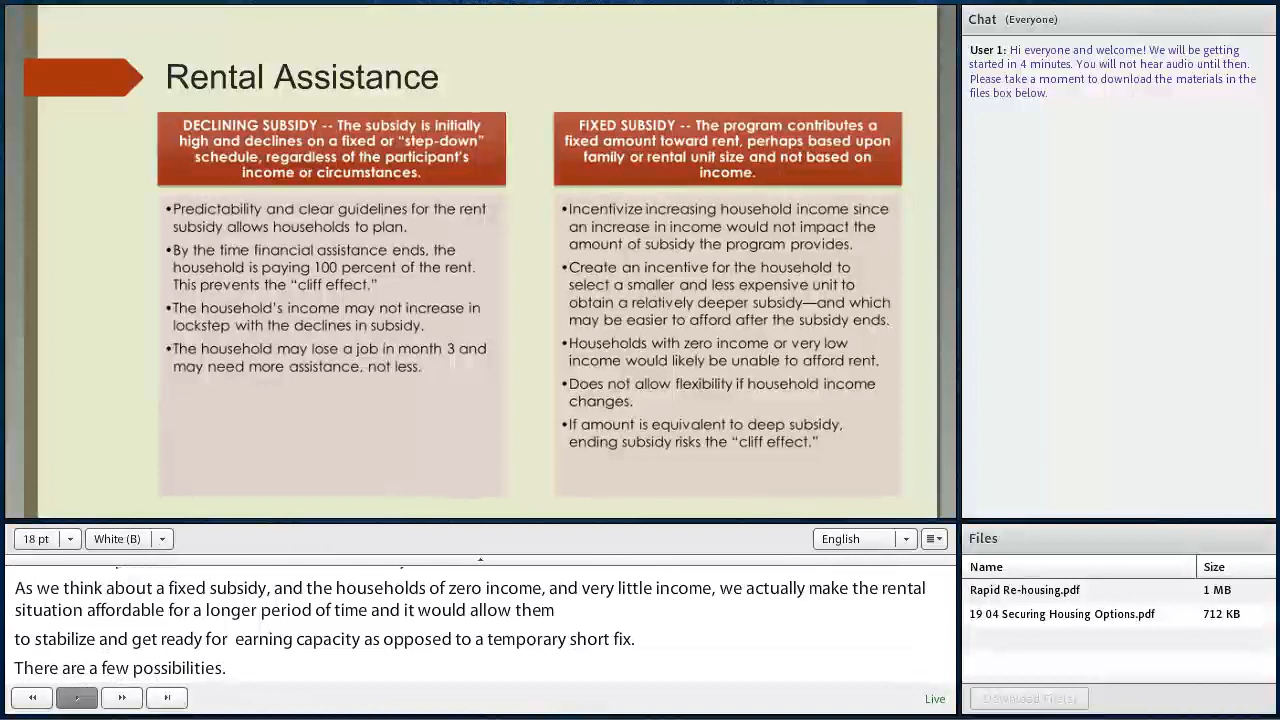 Rental Assistance
DECLINING SUBSIDY -- The subsidy is initially
high and declines on a fixed or “step-down”
schedule, regardless of the participant’s
income or circumstances.
•Predictability and clear guidelines for the rent
subsidy allows households to plan.
•By the time financial assistance ends, the
household is paying 100 percent of the rent.
This prevents the “cliff effect.”
•The household’s income may not increase in
lockstep with the declines in subsidy.
•The household may lose a job in month 3 and
may need more assistance, not less.
FIXED SUBSIDY -- The program contributes a
fixed amount toward rent, perhaps based upon
family or rental unit size and not based on
income.
•Incentivize increasing household income since
an increase in income would not impact the
amount of subsidy the program provides.
•Create an incentive for the household to
select a smaller and less expensive unit to
obtain a relatively deeper subsidy—and which
may be easier to afford after the subsidy ends.
•Households with zero income or very low
income would likely be unable to afford rent.
•Does not allow flexibility if household income
changes.
•If amount is equivalent to deep subsidy,
ending subsidy risks the “cliff effect.”
Chat (Everyone)
User 1: Hi everyone and welcome! We will be getting
started in 4 minutes. You will not hear audio until then.
Please take a moment to download the materials in the
files box below.
18 pt
White (B)
English
As we think about a fixed subsidy, and the households of zero income, and very little income, we actually make the rental
situation affordable for a longer period of time and it would allow them
to stabilize and get ready for  earning capacity as opposed to a temporary short fix.
There are a few possibilities.
Live
Files
Name Size
Rapid Re-housing.pdf 1 MB
19 04 Securing Housing Options.pdf 712 KB
Download File(s)